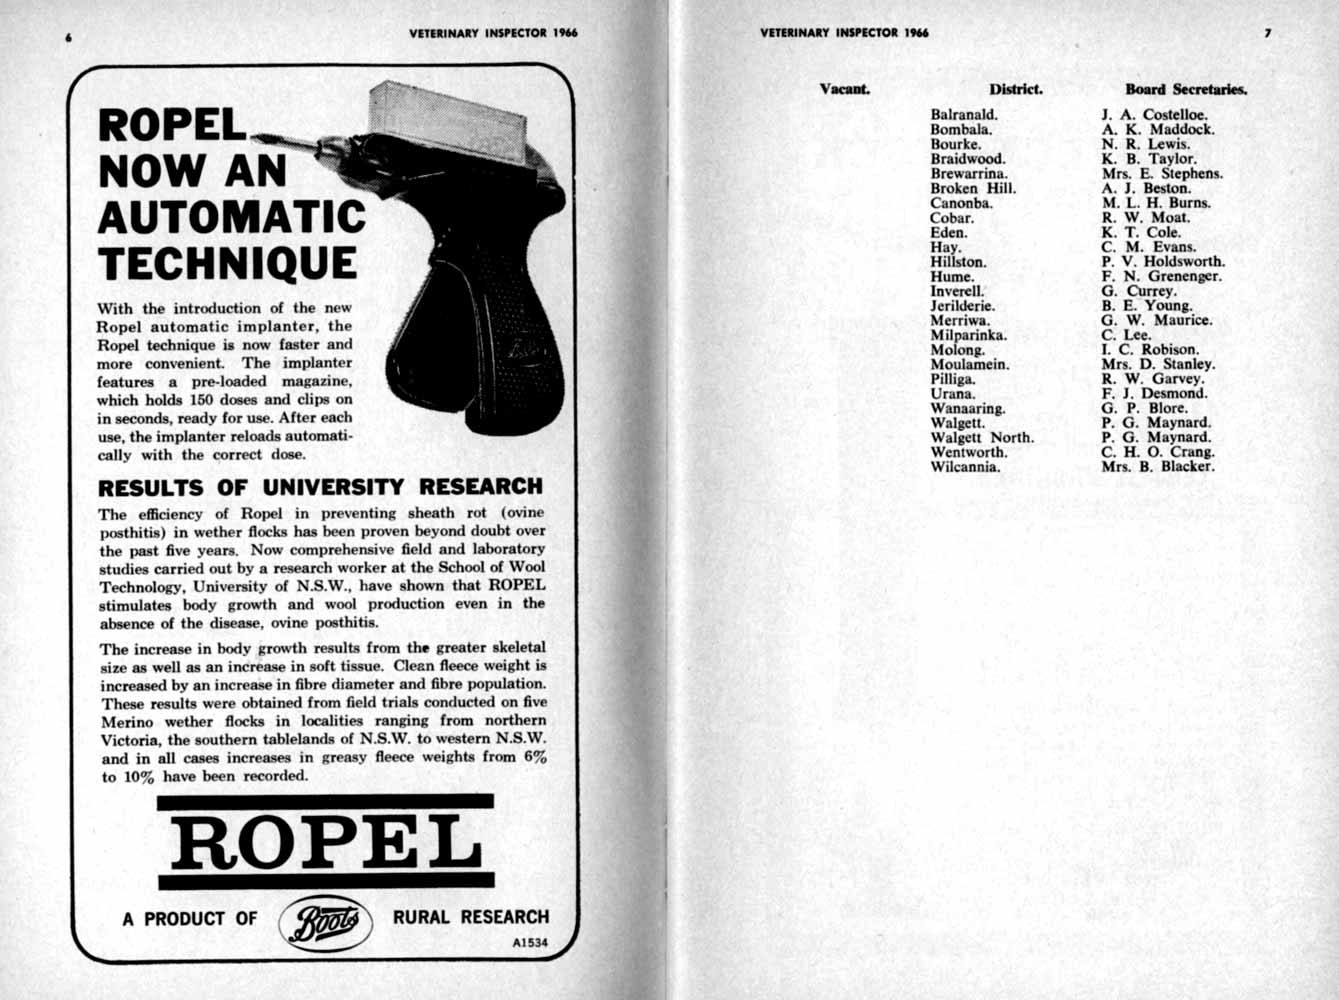 6
VETERINARY INSPECTOR 1966
ROPEL
NOW AN
AUTOMATIC
TECHNIQUE
With the introduction of the new
Ropel automatic implanter, the
Ropel technique is now faster and
more convenient. The implanter
features a pre-loaded magazine,
which holds 150 doses and clips on
in seconds, ready for use. After each
use, the implanter reloads automati-
cally with the correct dose.
RESULTS OF UNIVERSITY RESEARCH
The efficiency of Ropel in preventing sheath rot (ovine
posthitis) in wether flocks has been proven beyond doubt over
the past five years. Now comprehensive field and laboratory
studies carried out by a research worker at the School of Wool
Technology, University of N.S.W., have shown that ROPEL
stimulates body growth and wool production even in the
absence of the disease, ovine posthitis.
The increase in body growth results from the greater skeletal
size as well as an increase in soft tissue. Clean fleece weight is
increased by an increase in fibre diameter and fibre population.
These results were obtained from field trials conducted on five
Merino wether flocks in localities ranging from northern
Victoria, the southern tablelands of N.S.W. to western N.S.W.
and in all cases increases in greasy fleece weights from 6%
to 10% have been recorded.
ROPEL
A PRODUCT OF Boots RURAL RESEARCH
A1534
VETERINARY INSPECTOR 1966
7
Vacant. District. Board Secretaries.
Balranald. J. A. Costelloe.
Bombala. A. K. Maddock.
Bourke. N. R. Lewis.
Braidwood. K. B. Taylor.
Brewarrina. Mrs. E. Stephens.
Broken Hill. A. J. Beston.
Canonba. M. L. H. Burns.
Cobar. R. W. Moat.
Eden. K. T. Cole.
Hay. C. M. Evans.
Hillston. P. V. Holdsworth.
Hume. F. N. Grenenger.
Inverell. G. Currey.
Jerilderie. B. E. Young.
Merriwa. G. W. Maurice.
Milparinka. C. Lee.
Molong. I. C. Robison.
Moulamein. Mrs. D. Stanley.
Pilliga. R. W. Garvey.
Urana. F. J. Desmond.
Wanaaring. G. P. Blore.
Walgett. P. G. Maynard.
Walgett North. P. G. Maynard.
Wentworth. C. H. O. Crang.
Wilcannia. Mrs. B. Blacker.